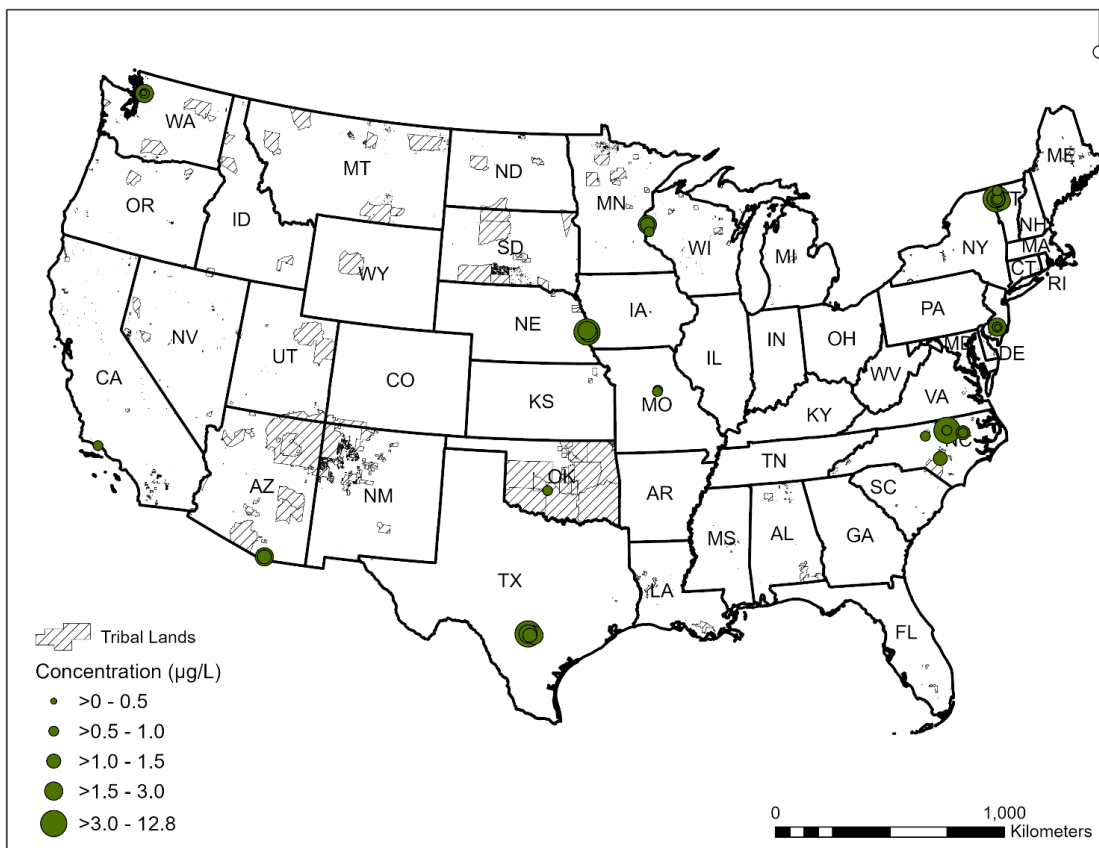 WA
MT
ND
MN
ME
OR
ID
SD
WI
MI
NY
NH
MA
CT
RI
WY
NE
IA
PA
NV
UT
CO
IL
IN
OH
MD
DE
CA
KS
MO
WV
VA
KY
NC
TN
AZ
NM
OK
AR
SC
MS
AL
GA
TX
LA
FL
Tribal Lands
Concentration (µg/L)
>0 - 0.5
>0.5 - 1.0
>1.0 - 1.5
>1.5 - 3.0
>3.0 - 12.8
0 1,000
Kilometers